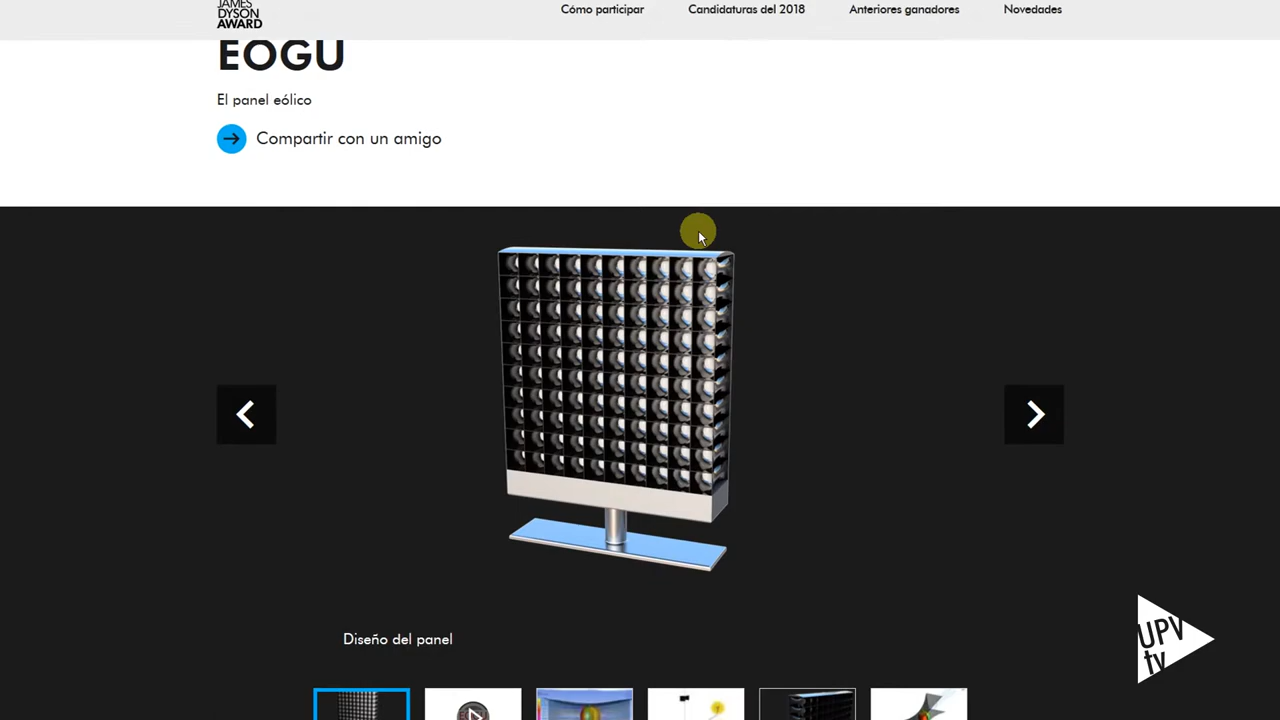 JAMES
DYSON
AWARD
Cómo participar
Candidaturas del 2018
Anteriores ganadores
Novedades
EOGU
El panel eólico
Compartir con un amigo
Diseño del panel
UPV
tv